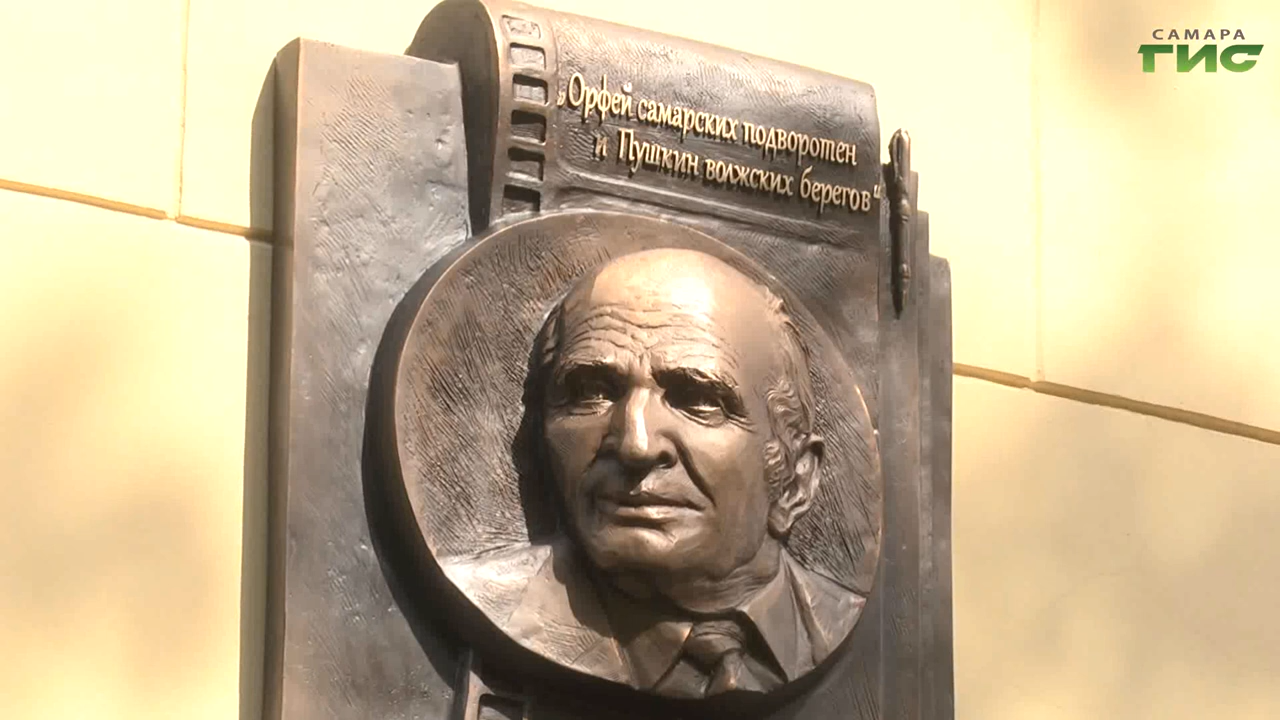 САМАРА
ГИС
„Орфей самарских подворотен
и Пушкин волжских берегов“